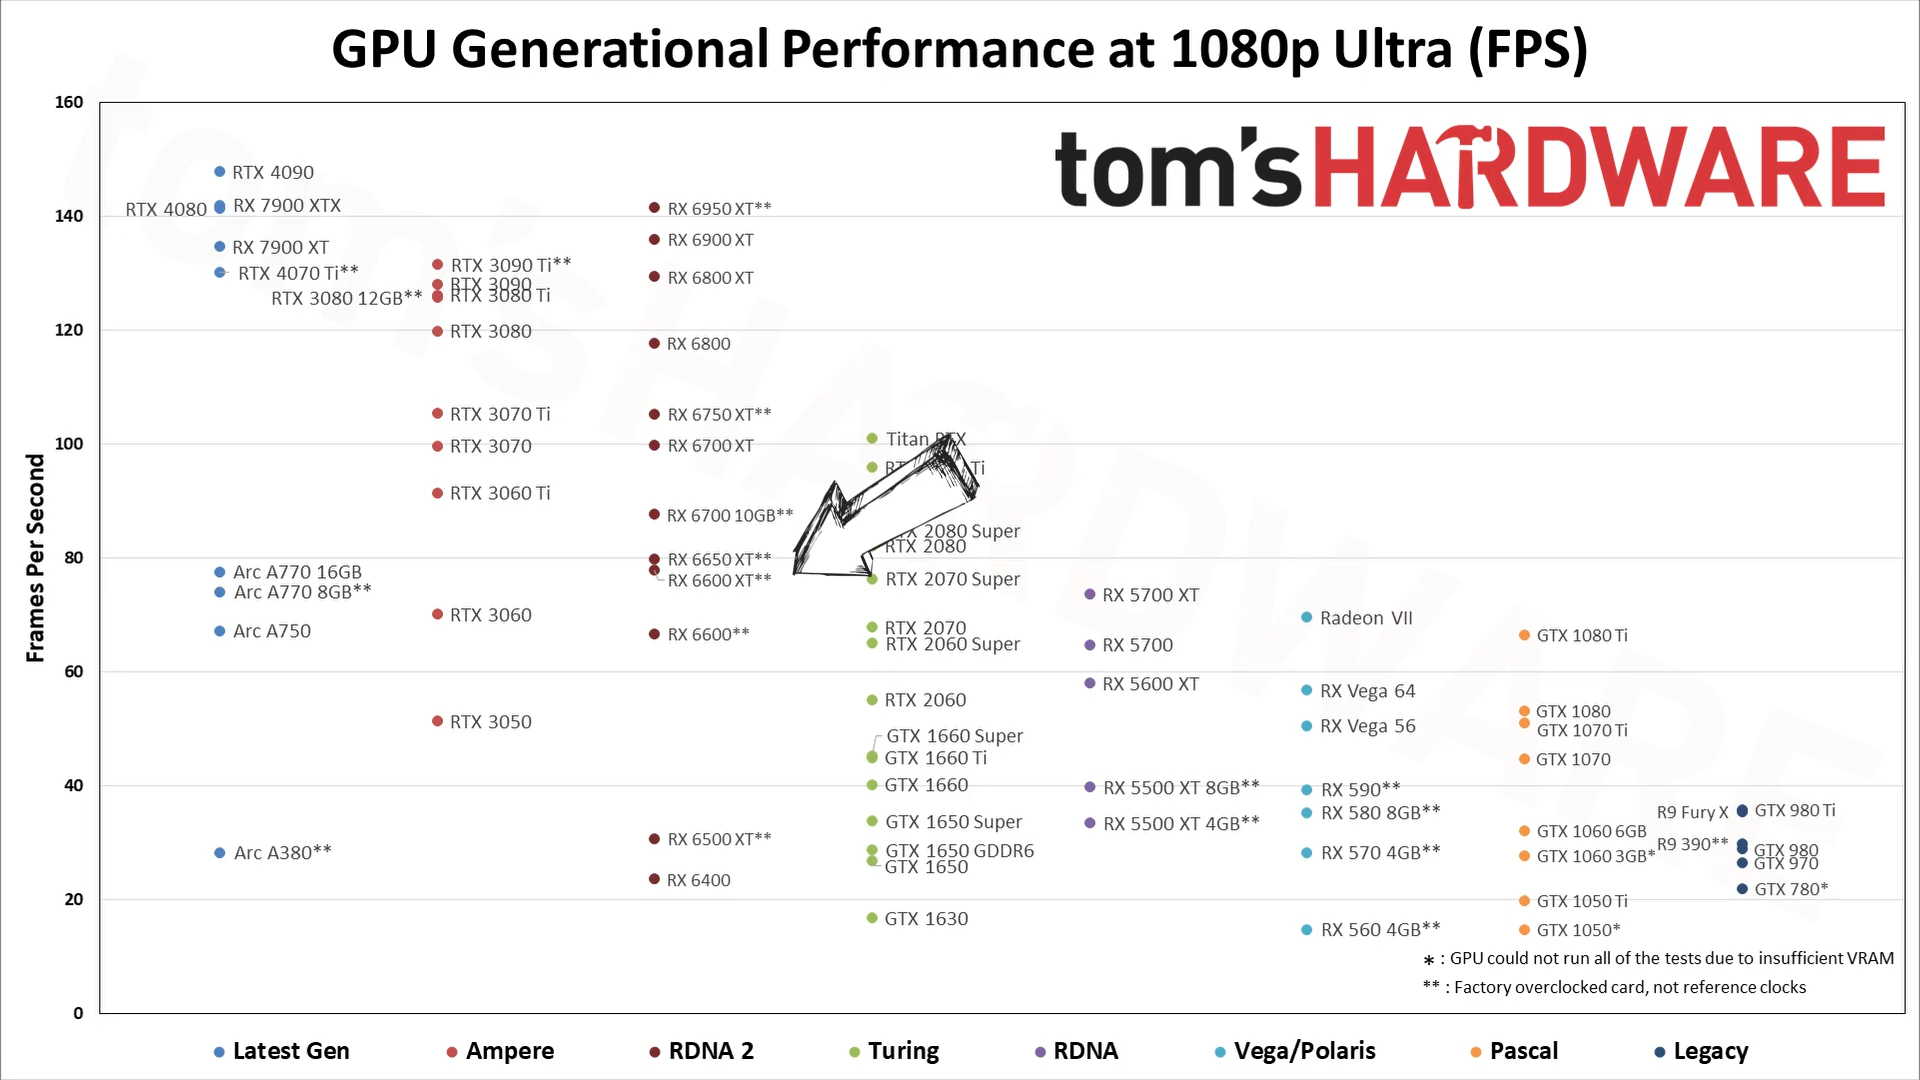 GPU Generational Performance at 1080p Ultra (FPS)
tom's HARDWARE
Frames Per Second
160
140
120
100
80
60
40
20
0
RTX 4090
RTX 4080
RX 7900 XTX
RX 7900 XT
RTX 4070 Ti**
Arc A770 16GB
Arc A770 8GB**
Arc A750
Arc A380**
RTX 3090 Ti**
RTX 3090
RTX 3080 12GB**
RTX 3080 Ti
RTX 3080
RTX 3070 Ti
RTX 3070
RTX 3060 Ti
RTX 3060
RTX 3050
RX 6950 XT**
RX 6900 XT
RX 6800 XT
RX 6800
RX 6750 XT**
RX 6700 XT
RX 6700 10GB**
RX 6650 XT**
RX 6600 XT**
RX 6600**
RX 6500 XT**
RX 6400
Titan RTX
Ti
2080 Super
RTX 2080
RTX 2070 Super
RTX 2070
RTX 2060 Super
RTX 2060
GTX 1660 Super
GTX 1660 Ti
GTX 1660
GTX 1650 Super
GTX 1650 GDDR6
GTX 1650
GTX 1630
RX 5700 XT
RX 5700
RX 5600 XT
RX 5500 XT 8GB**
RX 5500 XT 4GB**
Radeon VII
RX Vega 64
RX Vega 56
RX 590**
RX 580 8GB**
RX 570 4GB**
RX 560 4GB**
GTX 1080 Ti
GTX 1080
GTX 1070 Ti
GTX 1070
GTX 1060 6GB
GTX 1060 3GB*
GTX 1050 Ti
GTX 1050*
R9 Fury X
GTX 980 Ti
R9 390**
GTX 980
GTX 970
GTX 780*
* : GPU could not run all of the tests due to insufficient VRAM
** : Factory overclocked card, not reference clocks
Latest Gen
Ampere
RDNA 2
Turing
RDNA
Vega/Polaris
Pascal
Legacy